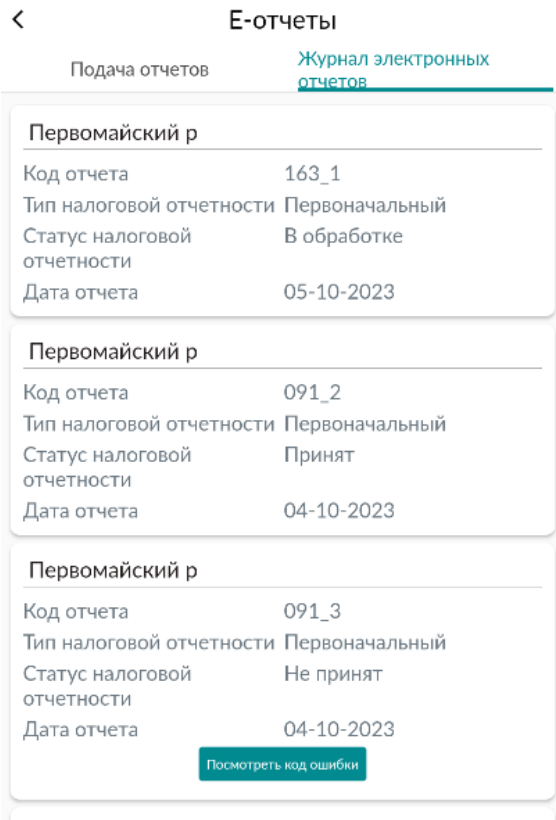 Е-отчеты
Подача отчетов
Журнал электронных
отчетов
Первомайский р
Код отчета 163_1
Тип налоговой отчетности Первоначальный
Статус налоговой В обработке
отчетности
Дата отчета 05-10-2023
Первомайский р
Код отчета 091_2
Тип налоговой отчетности Первоначальный
Статус налоговой Принят
отчетности
Дата отчета 04-10-2023
Первомайский р
Код отчета 091_3
Тип налоговой отчетности Первоначальный
Статус налоговой Не принят
отчетности
Дата отчета 04-10-2023
Посмотреть код ошибки